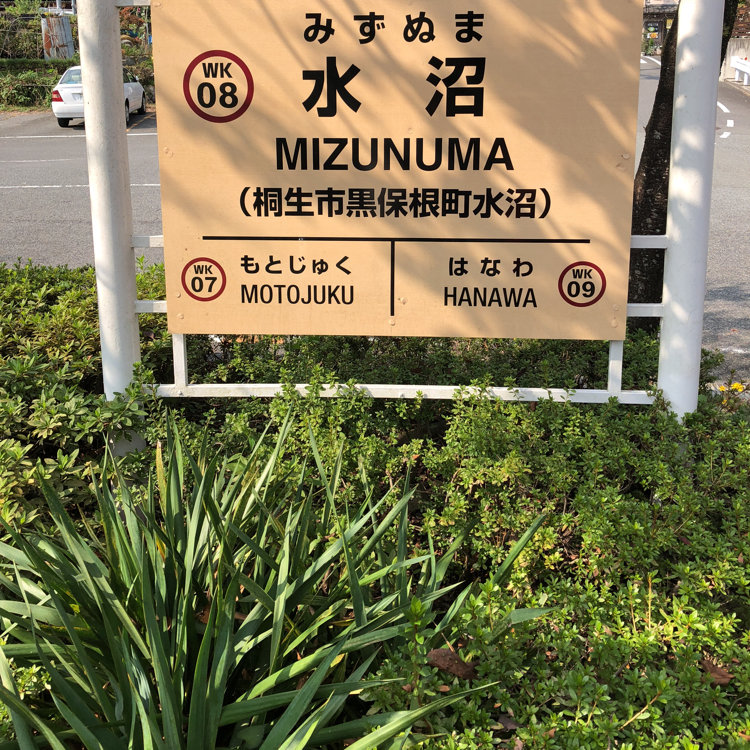 みずぬま
WK 08 水沼
MIZUNUMA
（桐生市黒保根町水沼）
WK 07 もとじゅく MOTOJUKU
はなわ HANAWA WK 09